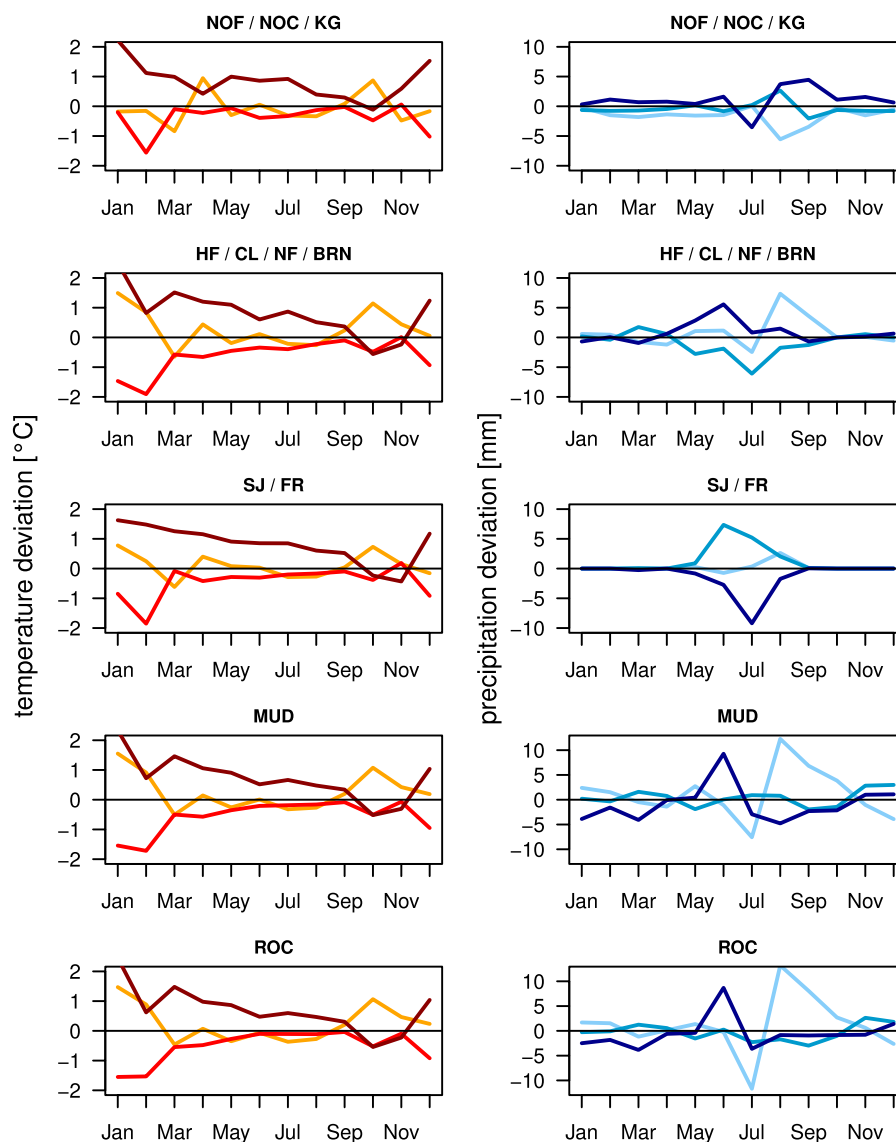 NOF / NOC / KG
2
1
0
−1
−2
Jan Mar May Jul Sep Nov
NOF / NOC / KG
10
5
0
−5
−10
Jan Mar May Jul Sep Nov
HF / CL / NF / BRN
2
1
0
−1
−2
Jan Mar May Jul Sep Nov
HF / CL / NF / BRN
10
5
0
−5
−10
Jan Mar May Jul Sep Nov
temperature deviation [°C]
precipitation deviation [mm]
SJ / FR
2
1
0
−1
−2
Jan Mar May Jul Sep Nov
SJ / FR
10
5
0
−5
−10
Jan Mar May Jul Sep Nov
MUD
2
1
0
−1
−2
Jan Mar May Jul Sep Nov
MUD
10
5
0
−5
−10
Jan Mar May Jul Sep Nov
ROC
2
1
0
−1
−2
Jan Mar May Jul Sep Nov
ROC
10
5
0
−5
−10
Jan Mar May Jul Sep Nov